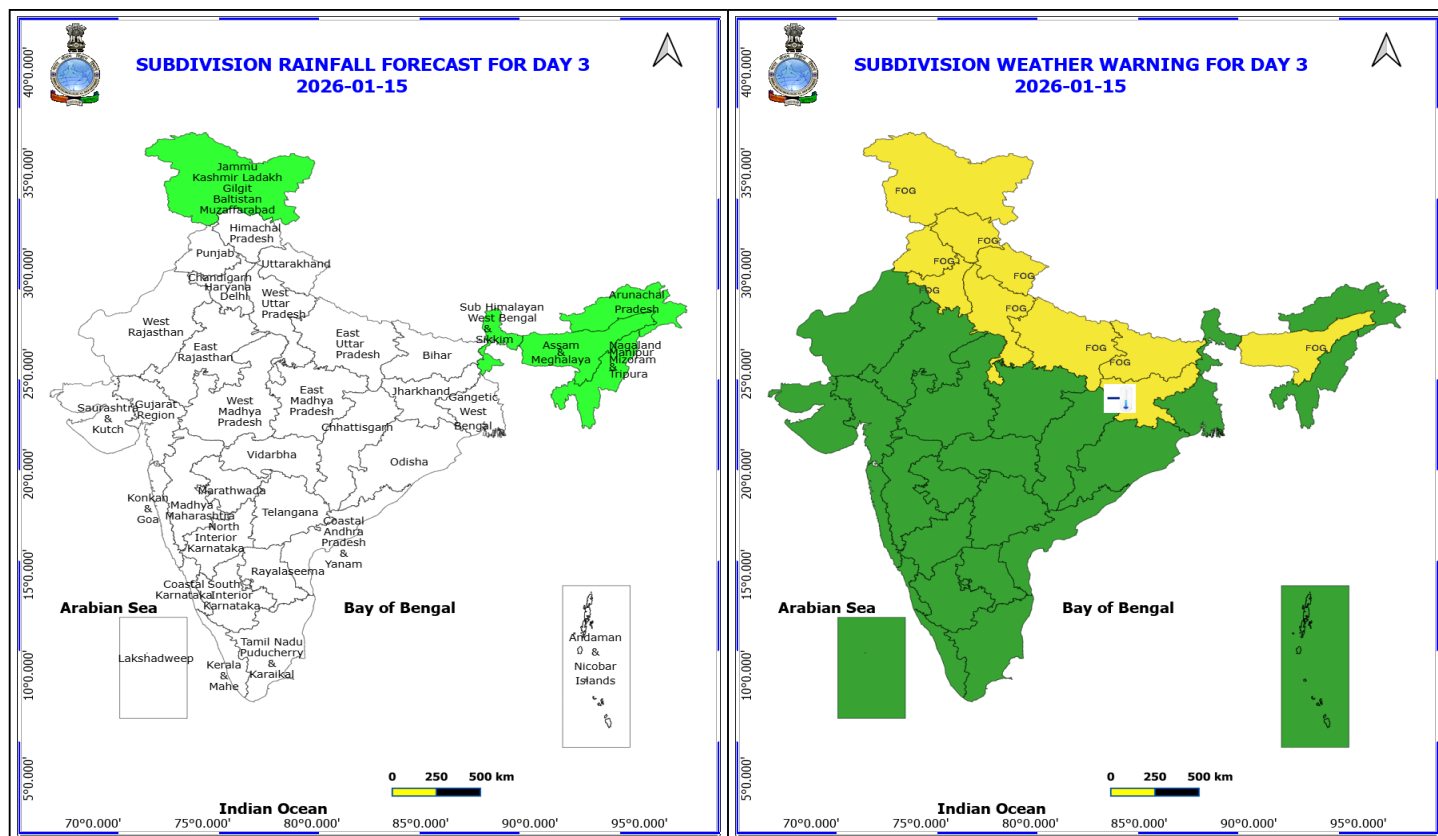 SUBDIVISION RAINFALL FORECAST FOR DAY 3
2026-01-15
40°0.000'
35°0.000'
30°0.000'
25°0.000'
20°0.000'
15°0.000'
10°0.000'
5°0.000'
Jammu
Kashmir Ladakh
Gilgit
Baltistan
Muzaffarabad
Himachal
Pradesh
Punjab
Uttarakhand
Chandigarh
Haryana
Delhi
West
Uttar
Pradesh
West
Rajasthan
East
Rajasthan
East
Uttar
Pradesh
Bihar
Sub Himalayan
West Bengal
&
Sikkim
Arunachal
Pradesh
Assam
&
Meghalaya
Nagaland
Manipur
Mizoram
&
Tripura
Saurashtra
&
Kutch
Gujarat
Region
West
Madhya
Pradesh
East
Madhya
Pradesh
Jharkhand
Gangetic
West
Bengal
Chhattisgarh
Vidarbha
Odisha
Konkan
&
Goa
Madhya
Maharashtra
Marathwada
Telangana
North
Interior
Karnataka
Coastal
Andhra
Pradesh
&
Yanam
Rayalaseema
Coastal
Karnataka
South
Interior
Karnataka
Tamil Nadu
Puducherry
&
Karaikal
Kerala
&
Mahe
Lakshadweep
Andaman
&
Nicobar
Islands
Arabian Sea
Bay of Bengal
Indian Ocean
0 250 500 km
70°0.000' 75°0.000' 80°0.000' 85°0.000' 90°0.000' 95°0.000'
SUBDIVISION WEATHER WARNING FOR DAY 3
2026-01-15
40°0.000'
35°0.000'
30°0.000'
25°0.000'
20°0.000'
15°0.000'
10°0.000'
5°0.000'
FOG
FOG
FOG
FOG
FOG
FOG
FOG
FOG
FOG
Arabian Sea
Bay of Bengal
Indian Ocean
0 250 500 km
70°0.000' 75°0.000' 80°0.000' 85°0.000' 90°0.000' 95°0.000'